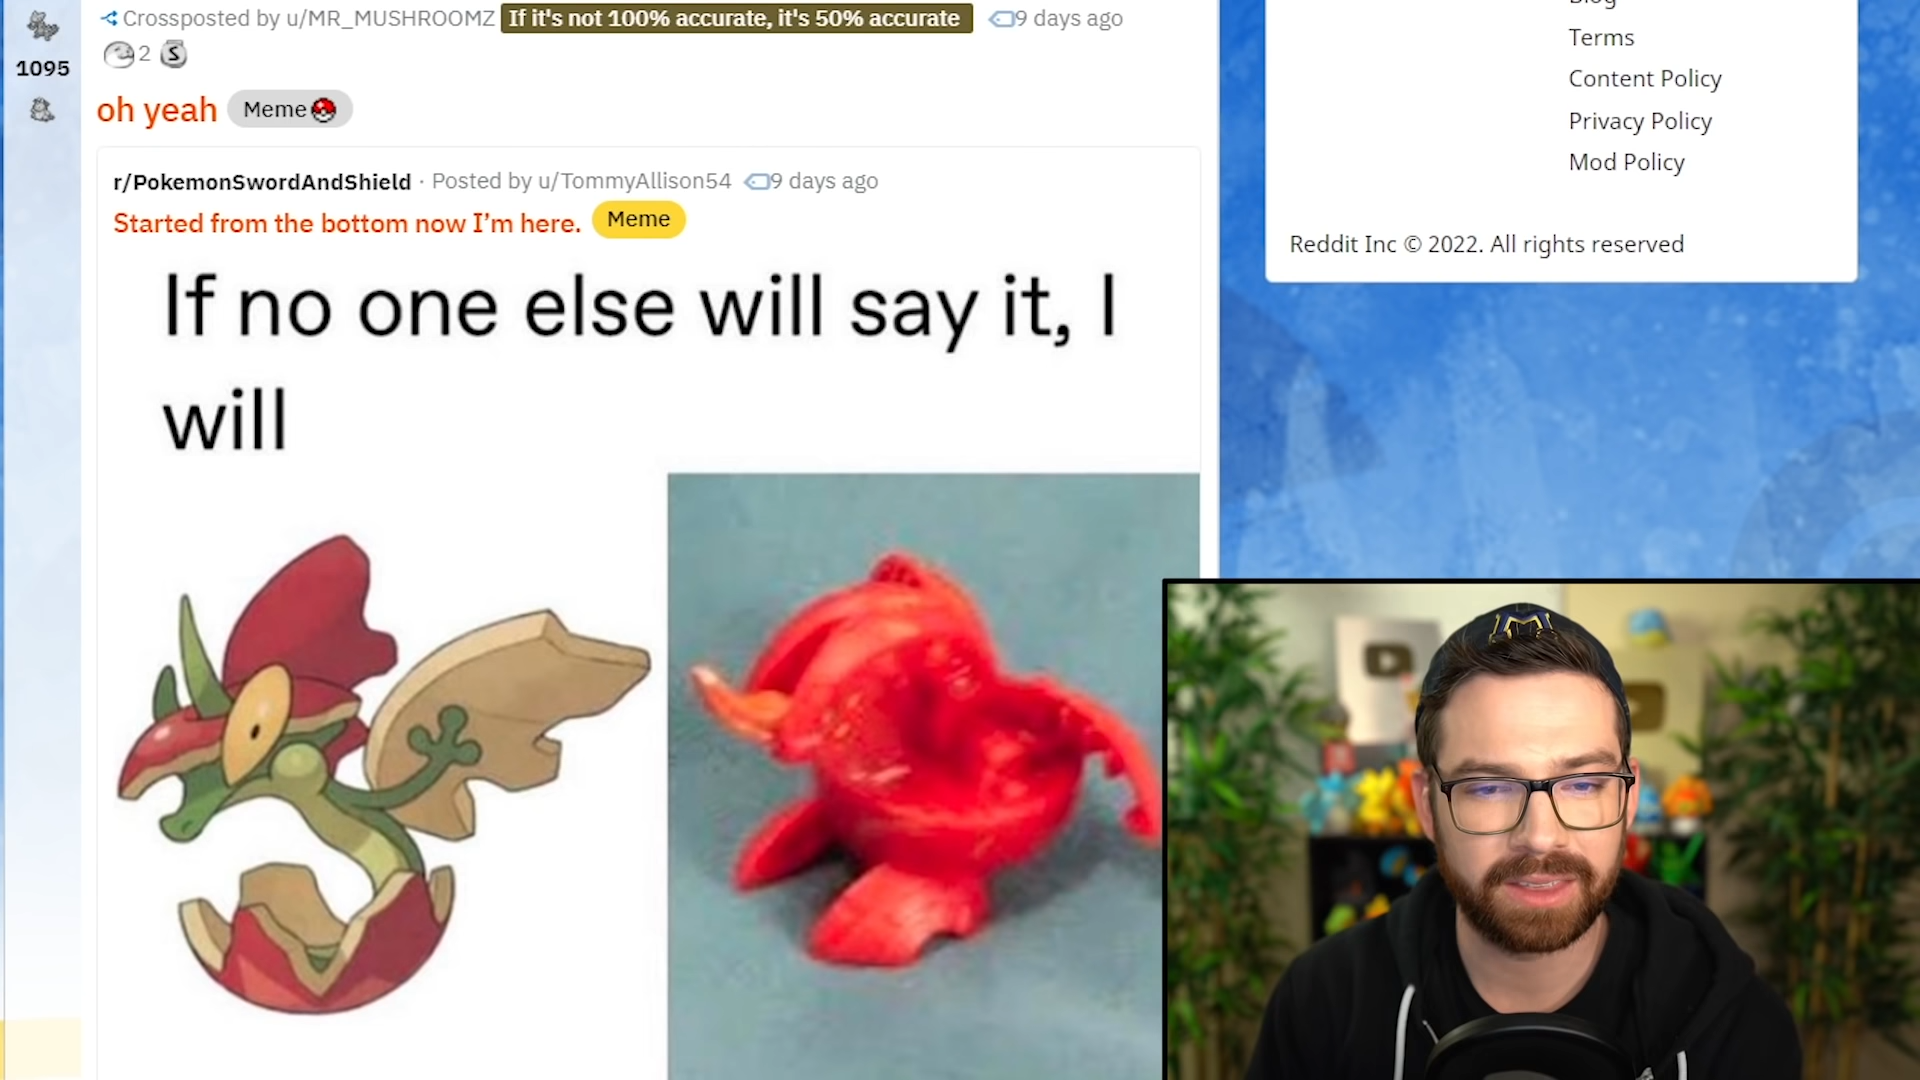 Crossposted by u/MR_MUSHROOMZ If it's not 100% accurate, it's 50% accurate 9 days ago
2 S
1095
oh yeah Meme
r/PokemonSwordAndShield · Posted by u/TommyAllison54 9 days ago
Started from the bottom now I’m here. Meme
If no one else will say it, I
will
Blog
Terms
Content Policy
Privacy Policy
Mod Policy
Reddit Inc © 2022. All rights reserved
M